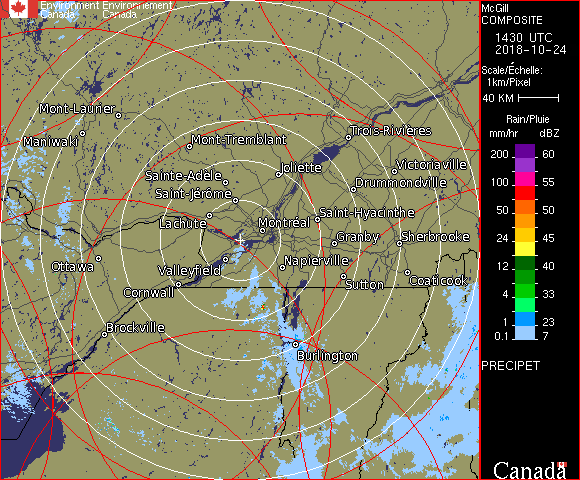 Environment Environnement
Canada Canada
McGill
COMPOSITE
1430 UTC
2018-10-24
Scale/Échelle:
1km/Pixel
40 KM
Rain/Pluie
mm/hr dBZ
200 60
100 55
50 50
24 45
12 40
4 33
1 23
0.1 7
PRECIPET
Canada
Mont-Laurier
Maniwaki
Mont-Tremblant
Trois-Rivières
Sainte-Adèle
Joliette
Victoriaville
Saint-Jérôme
Drummondville
Lachute
Montréal
Saint-Hyacinthe
Granby
Sherbrooke
Ottawa
Valleyfield
Napierville
Cornwall
Sutton
Coaticook
Brockville
Burlington